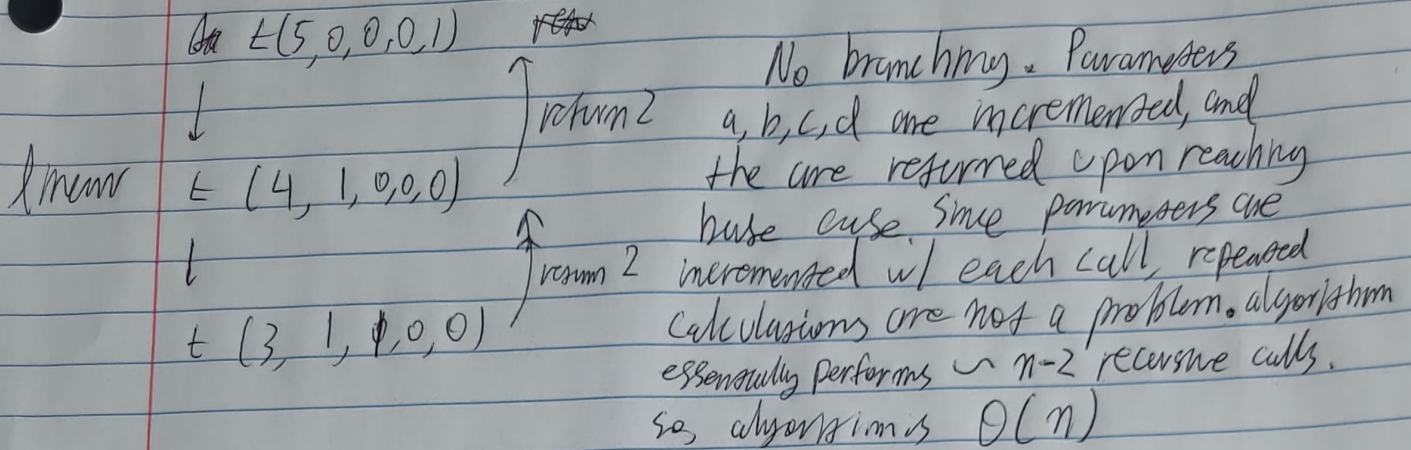 t(5,0,0,0,1)
↓
return 2
linear t (4, 1, 0,0,0)
↓
return 2
t (3, 1, 1,0,0)
No branching. Parameters
a, b, c, d are incremented, and
the are returned upon reaching
base case. Since parameters are
incremented w/ each call, repeated
calculations are not a problem. algorithm
essentially performs ~ n-2 recursive calls.
so, algorithm is Θ(n)